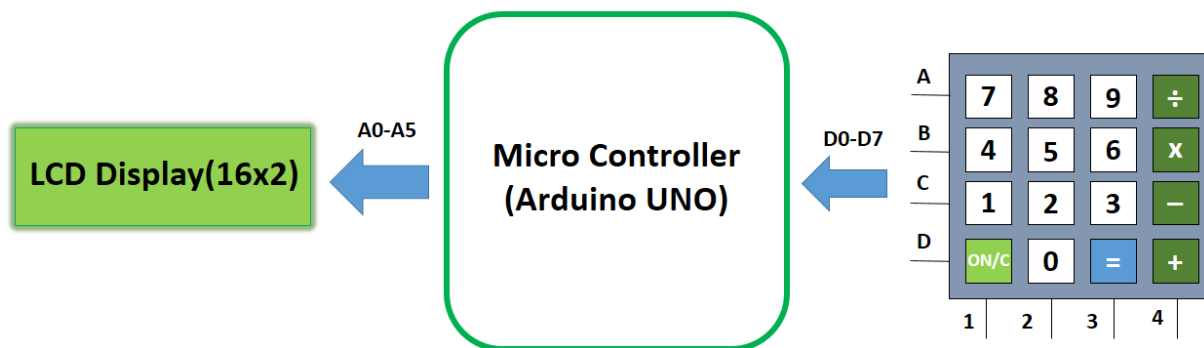 LCD Display(16x2)
A0-A5
Micro Controller
(Arduino UNO)
D0-D7
A
7 8 9 ÷
B
4 5 6 x
C
1 2 3 −
D
ON/C 0 = +
1 2 3 4